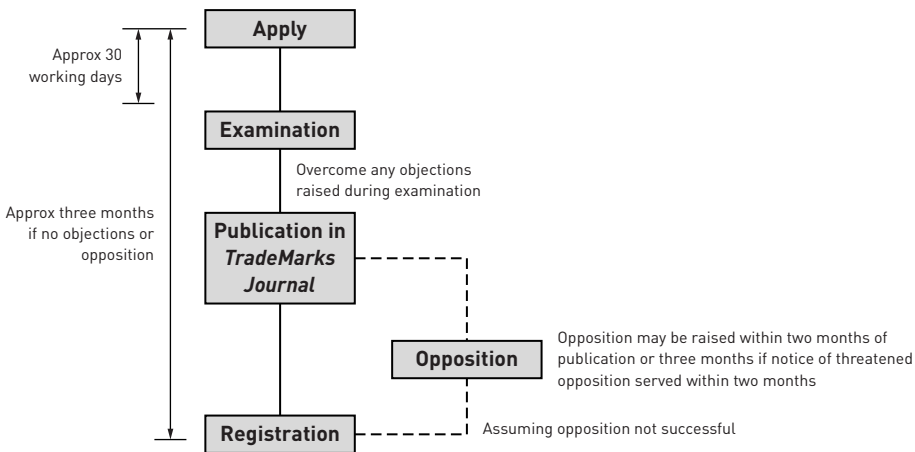 Apply
Approx 30
working days
Examination
Overcome any objections
raised during examination
Approx three months
if no objections or
opposition
Publication in
TradeMarks
Journal
Opposition
Opposition may be raised within two months of
publication or three months if notice of threatened
opposition served within two months
Registration
Assuming opposition not successful